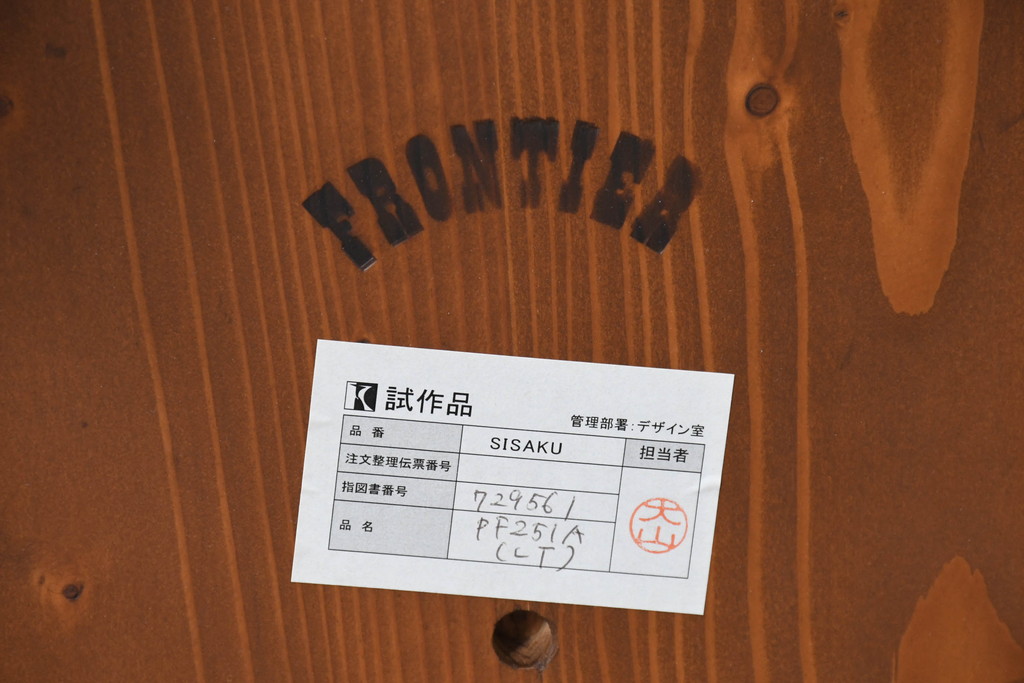 FRONTIER
試作品
管理部署:デザイン室
品番 SISAKU 担当者
注文整理伝票番号
指図書番号 729561
品名 PF251A
(LT)
犬山